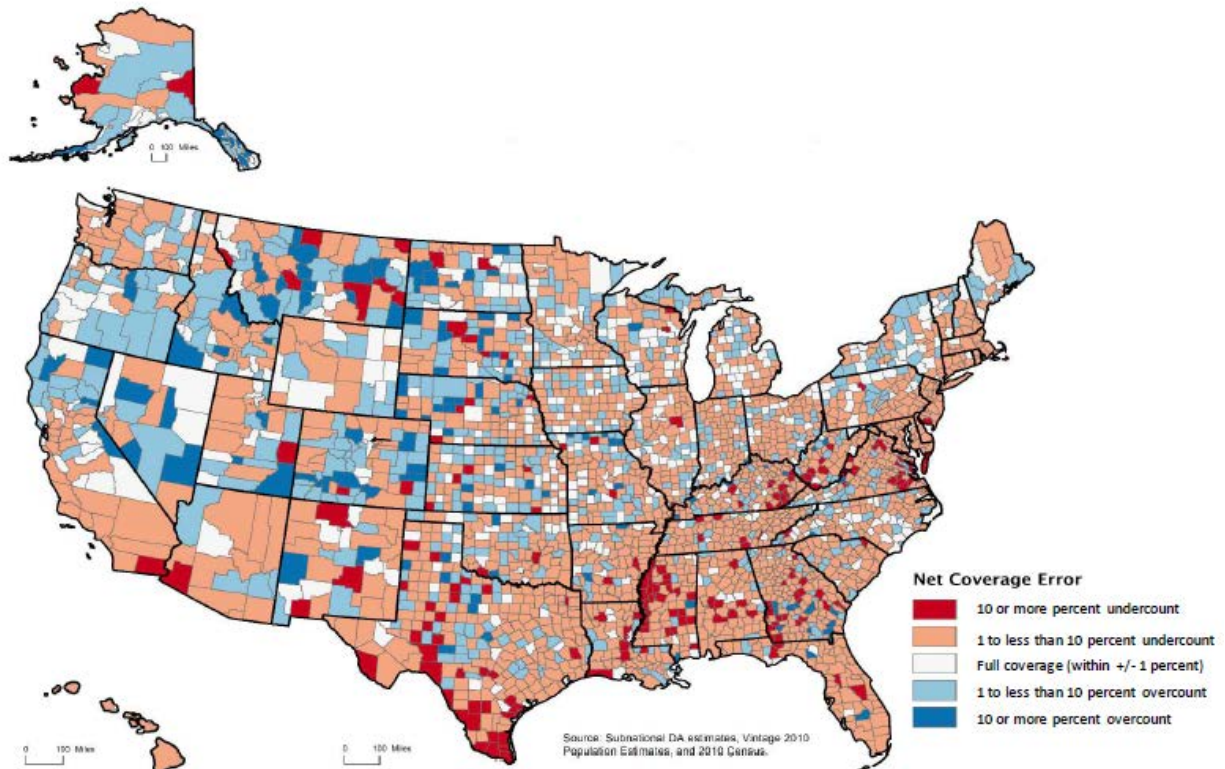 0 100 Miles
Net Coverage Error
10 or more percent undercount
1 to less than 10 percent undercount
Full coverage (within +/- 1 percent)
1 to less than 10 percent overcount
10 or more percent overcount
Source: Subnational DA estimates, Vintage 2010
Population Estimates, and 2010 Census.
0 100 Miles
0 100 Miles